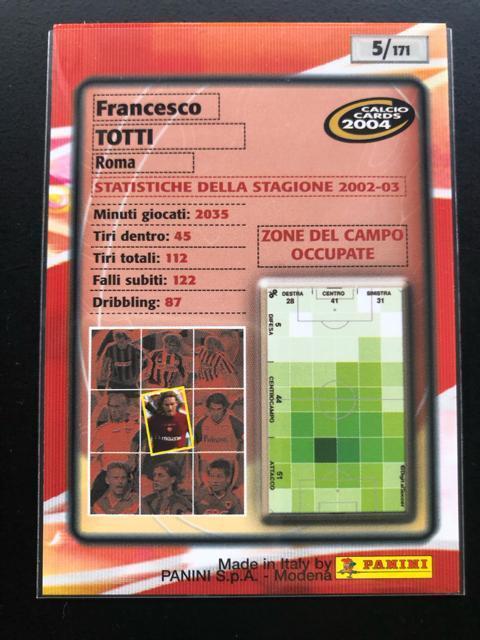 5/171
Francesco
TOTTI
Roma
CALCIO
CARDS
2004
STATISTICHE DELLA STAGIONE 2002-03
Minuti giocati: 2035
Tiri dentro: 45
Tiri totali: 112
Falli subiti: 122
Dribbling: 87
ZONE DEL CAMPO
OCCUPATE
% DESTRA CENTRO SINISTRA
28 41 31
5 DIFESA
44 CENTROCAMPO
51 ATTACCO
Made in Italy by
PANINI S.p.A. - Modena
PANINI